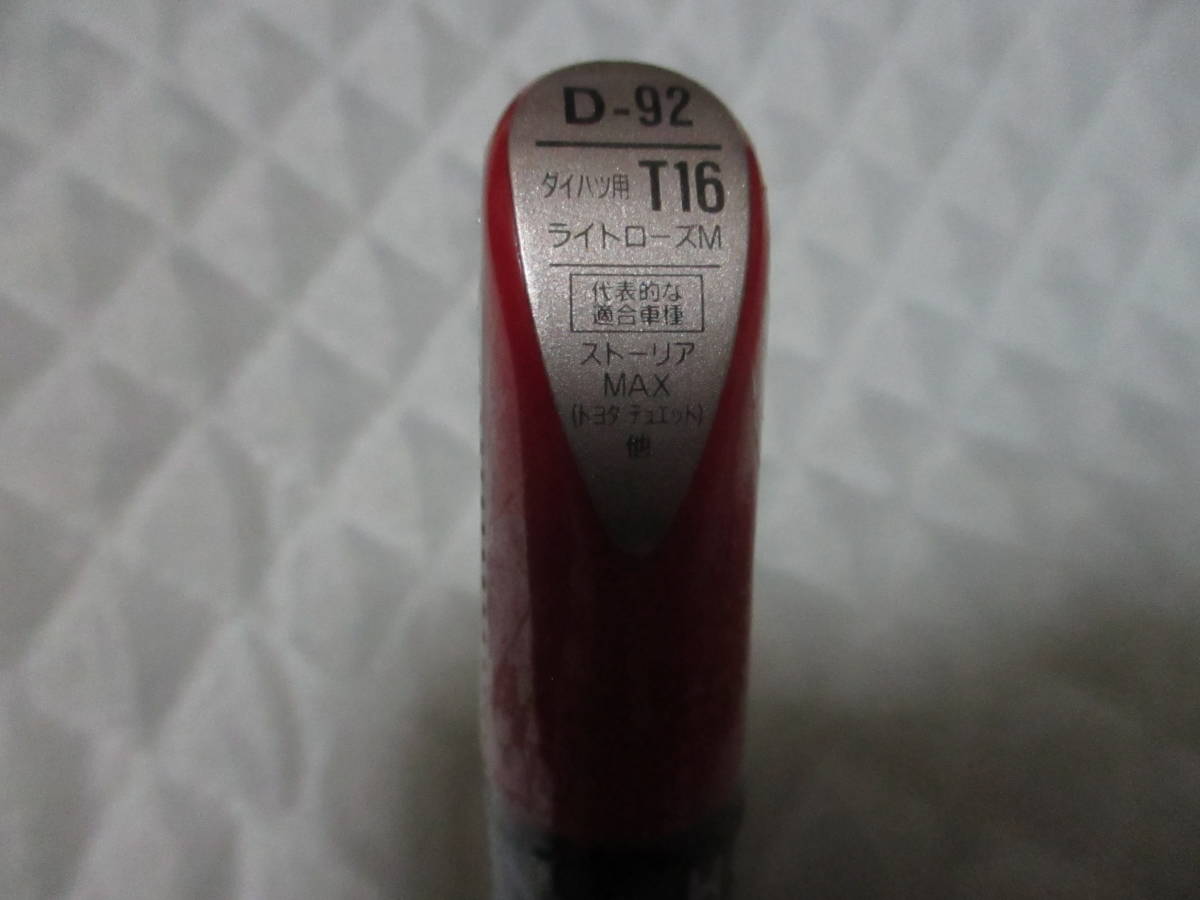 D-92
ダイハツ用 T16
ライトローズM
代表的な
適合車種
ストーリア
MAX
(トヨタ デュエット)
他